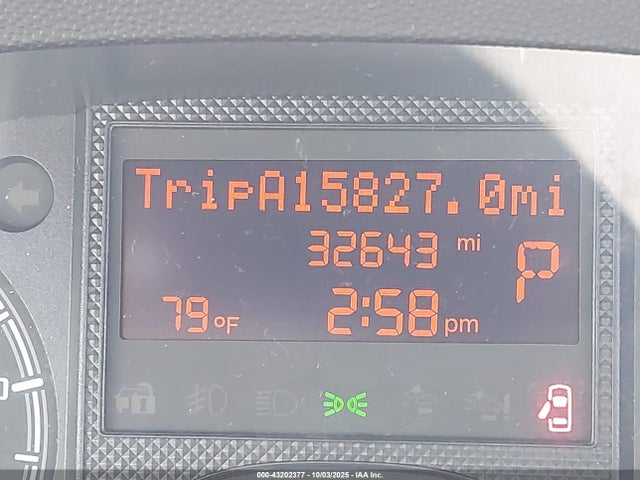 TripA15827.0mi
32643 mi
P
79°F 2:58 pm
000-43202377 - 10/03/2025 - IAA Inc.